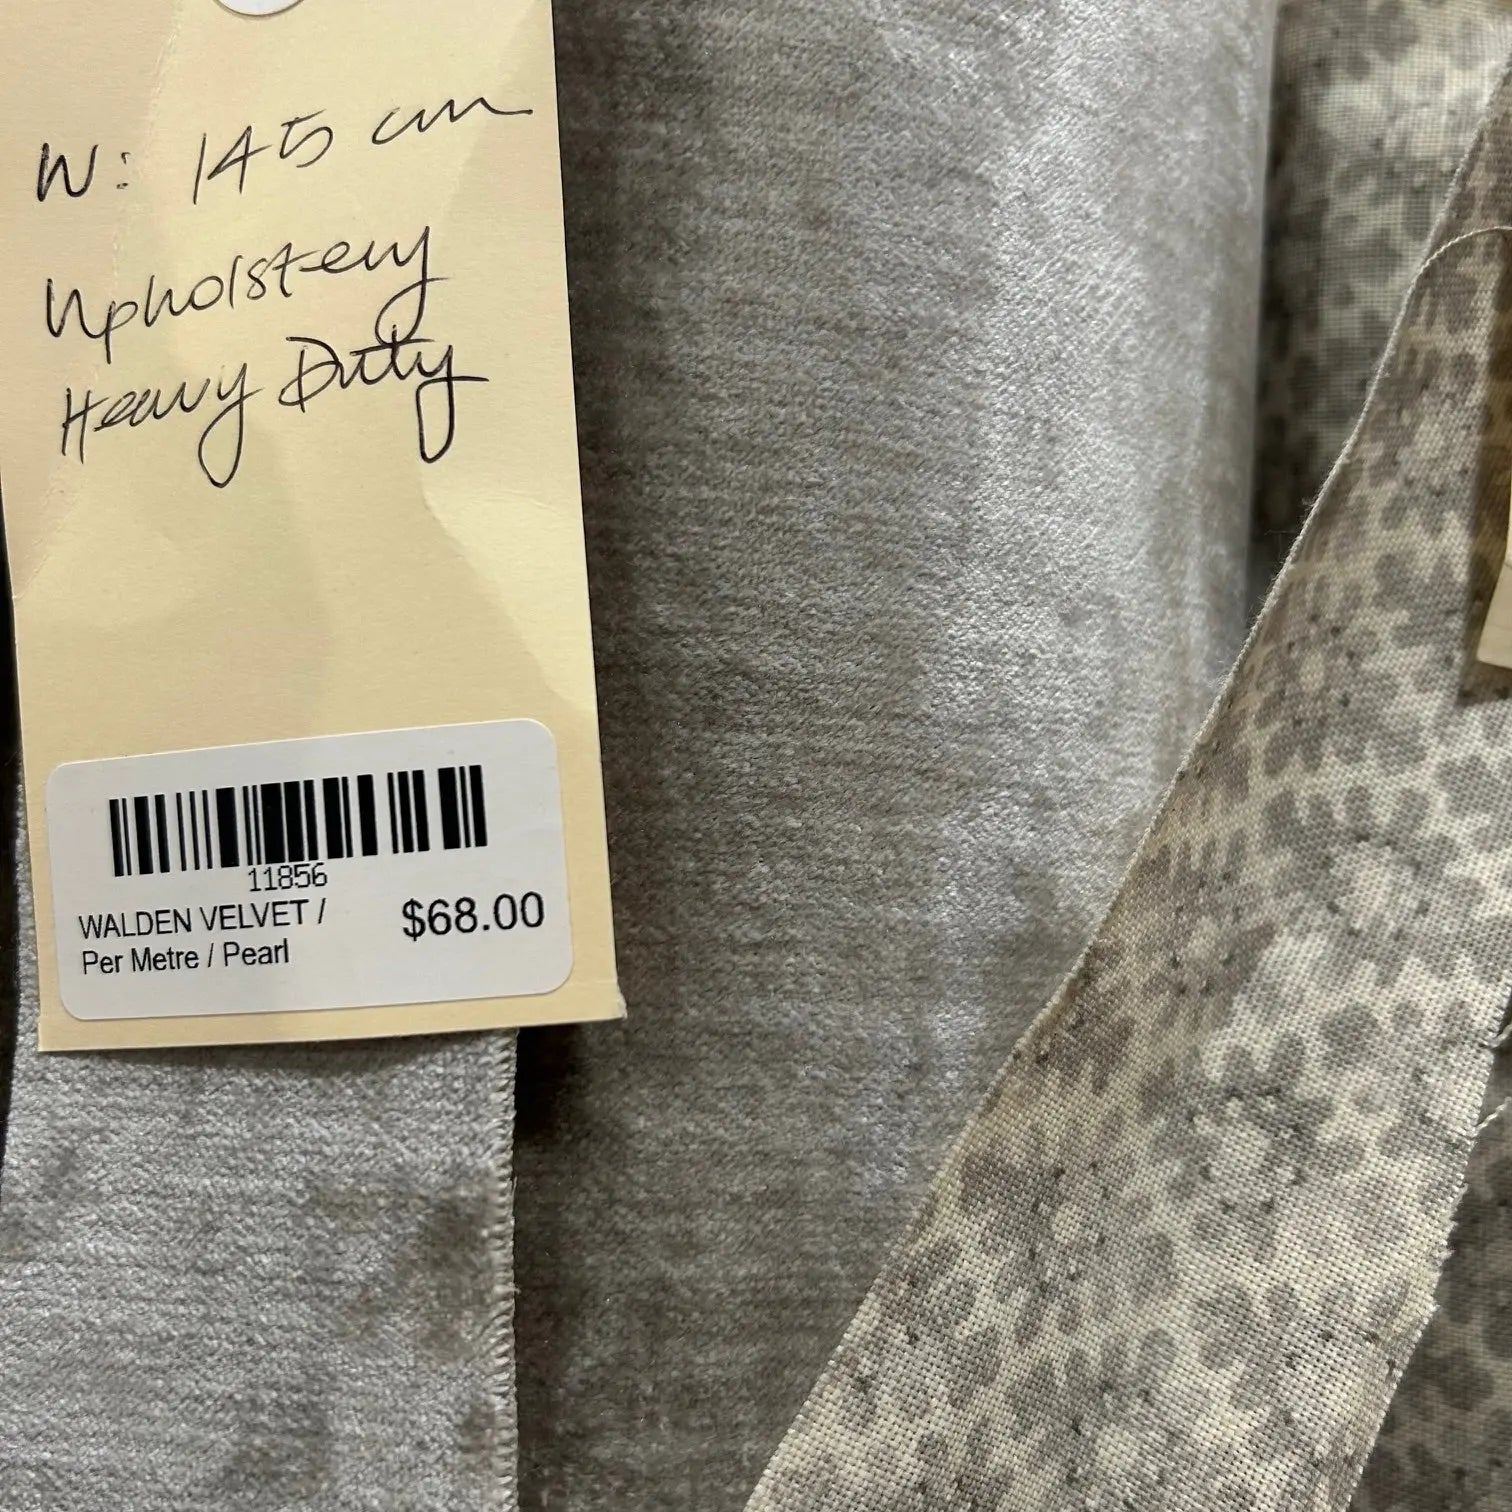 W: 145 cm
Upholstery
Heavy Duty
11856
WALDEN VELVET /
Per Metre / Pearl
$68.00